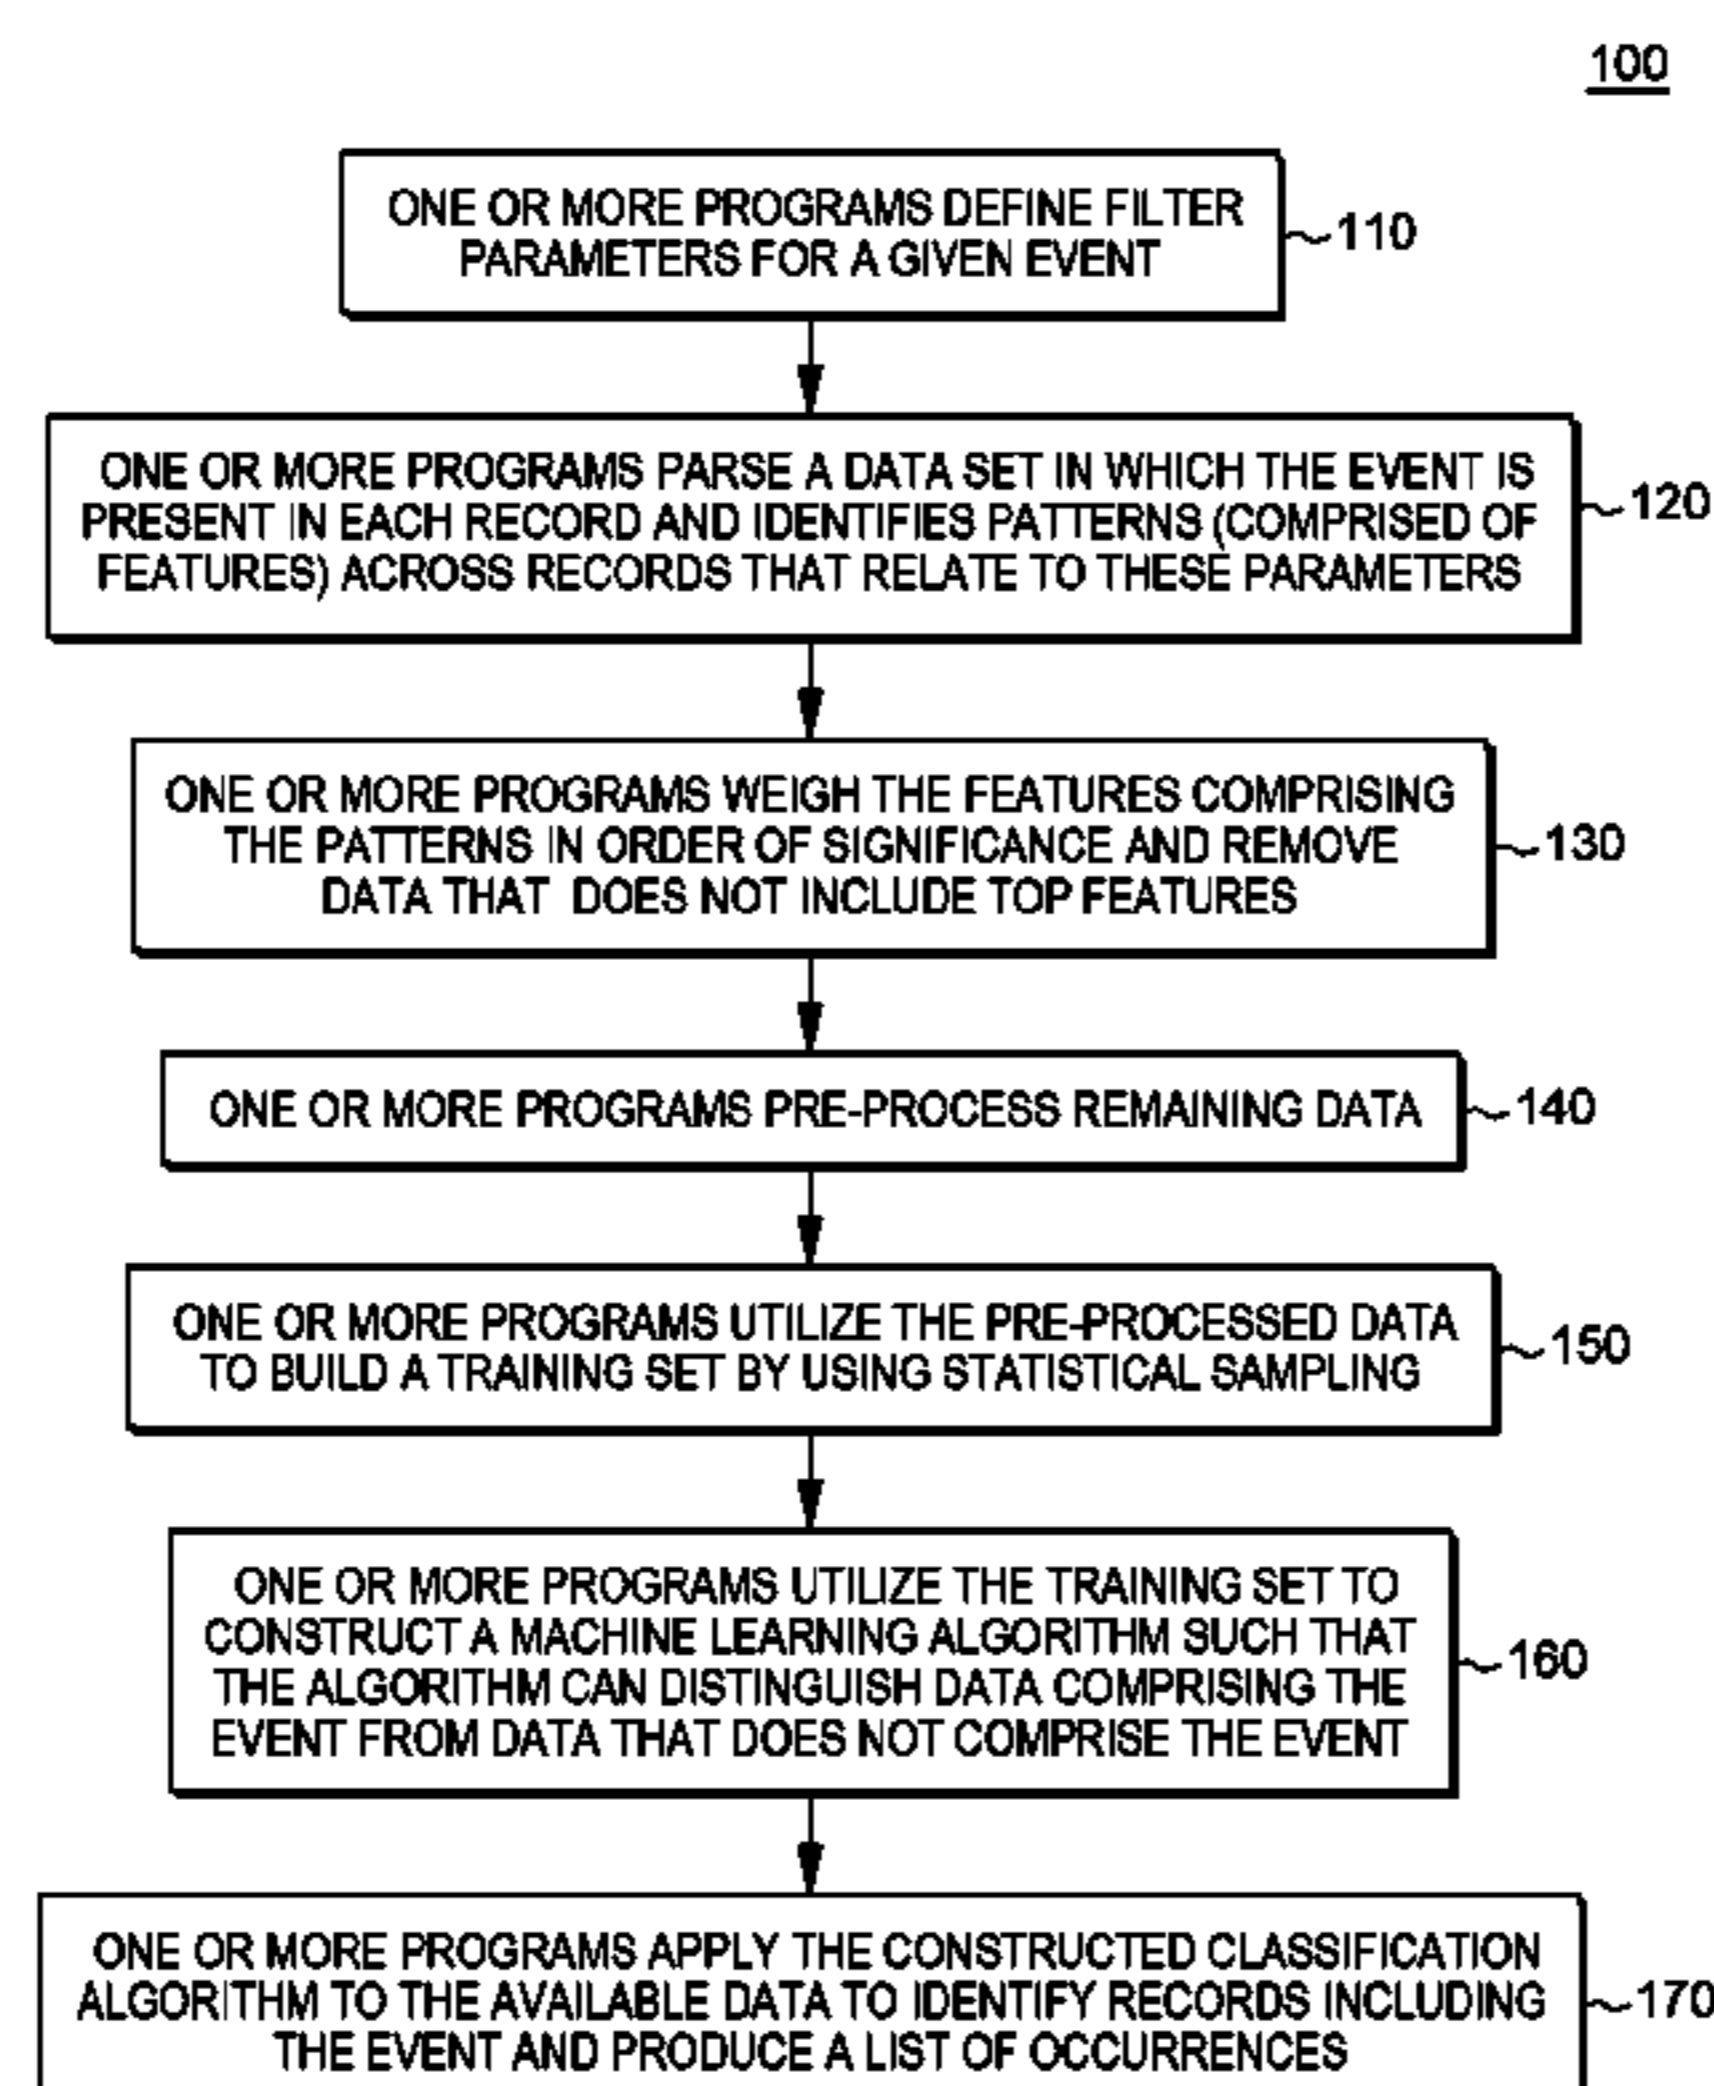 100
ONE OR MORE PROGRAMS DEFINE FILTER
PARAMETERS FOR A GIVEN EVENT
110
ONE OR MORE PROGRAMS PARSE A DATA SET IN WHICH THE EVENT IS
PRESENT IN EACH RECORD AND IDENTIFIES PATTERNS (COMPRISED OF
FEATURES) ACROSS RECORDS THAT RELATE TO THESE PARAMETERS
120
ONE OR MORE PROGRAMS WEIGH THE FEATURES COMPRISING
THE PATTERNS IN ORDER OF SIGNIFICANCE AND REMOVE
DATA THAT DOES NOT INCLUDE TOP FEATURES
130
ONE OR MORE PROGRAMS PRE-PROCESS REMAINING DATA
140
ONE OR MORE PROGRAMS UTILIZE THE PRE-PROCESSED DATA
TO BUILD A TRAINING SET BY USING STATISTICAL SAMPLING
150
ONE OR MORE PROGRAMS UTILIZE THE TRAINING SET TO
CONSTRUCT A MACHINE LEARNING ALGORITHM SUCH THAT
THE ALGORITHM CAN DISTINGUISH DATA COMPRISING THE
EVENT FROM DATA THAT DOES NOT COMPRISE THE EVENT
160
ONE OR MORE PROGRAMS APPLY THE CONSTRUCTED CLASSIFICATION
ALGORITHM TO THE AVAILABLE DATA TO IDENTIFY RECORDS INCLUDING
THE EVENT AND PRODUCE A LIST OF OCCURRENCES
170